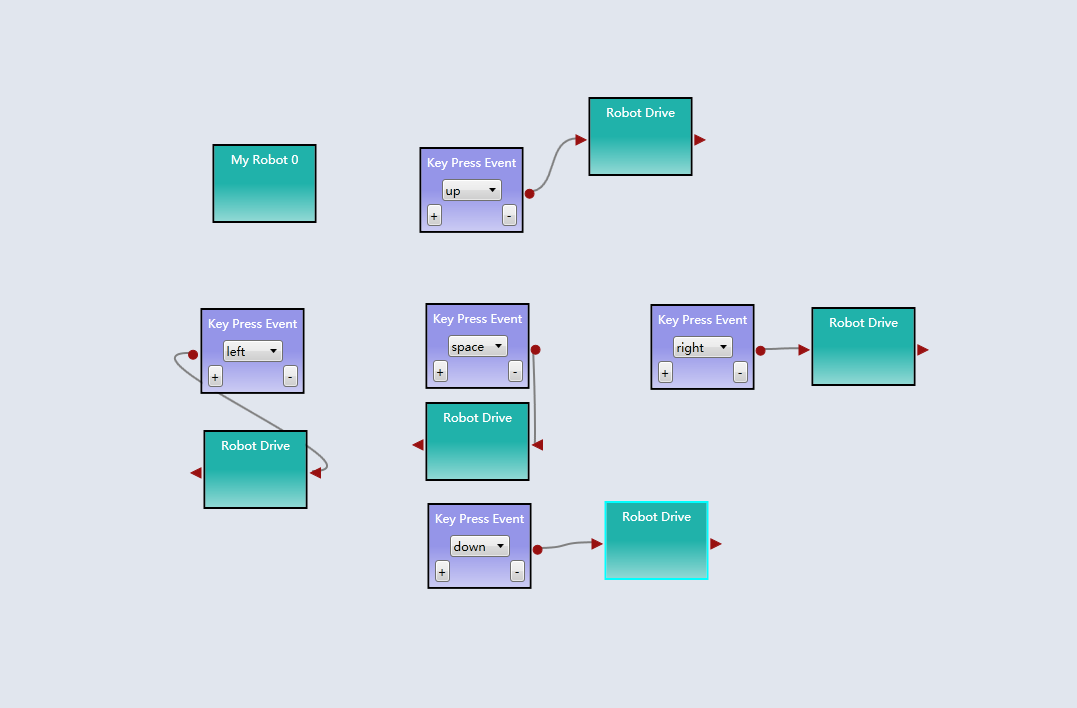 Robot Drive
My Robot 0
Key Press Event
up
+ -
Key Press Event
left
+ -
Key Press Event
space
+ -
Key Press Event
right
+ -
Robot Drive
Robot Drive
Robot Drive
Key Press Event
down
+ -
Robot Drive